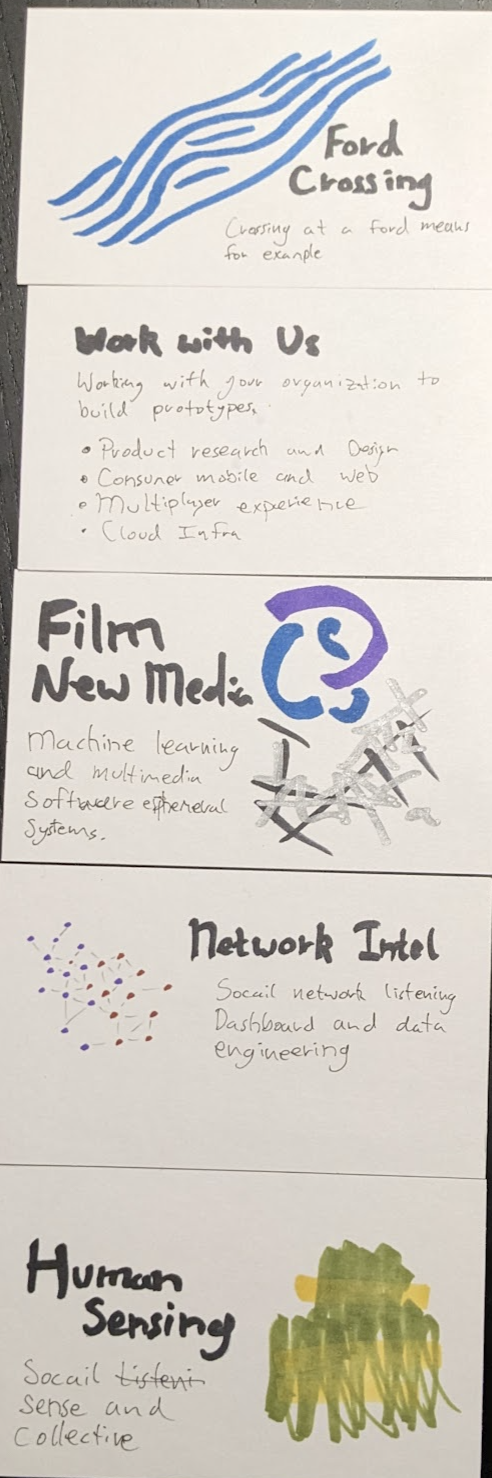 Ford
Crossing
Crossing at a ford means
for example
Work with Us
Working with your organization to
build prototypes.
• Product research and Design
• Consumer mobile and web
• Multiplayer experience
• Cloud Infra
Film
New Media
Machine learning
and multimedia
Software epheneral
Systems.
Network Intel
Socail network listening
Dashboard and data
engineering
Human
Sensing
Socail Listeni
Sense and
Collective